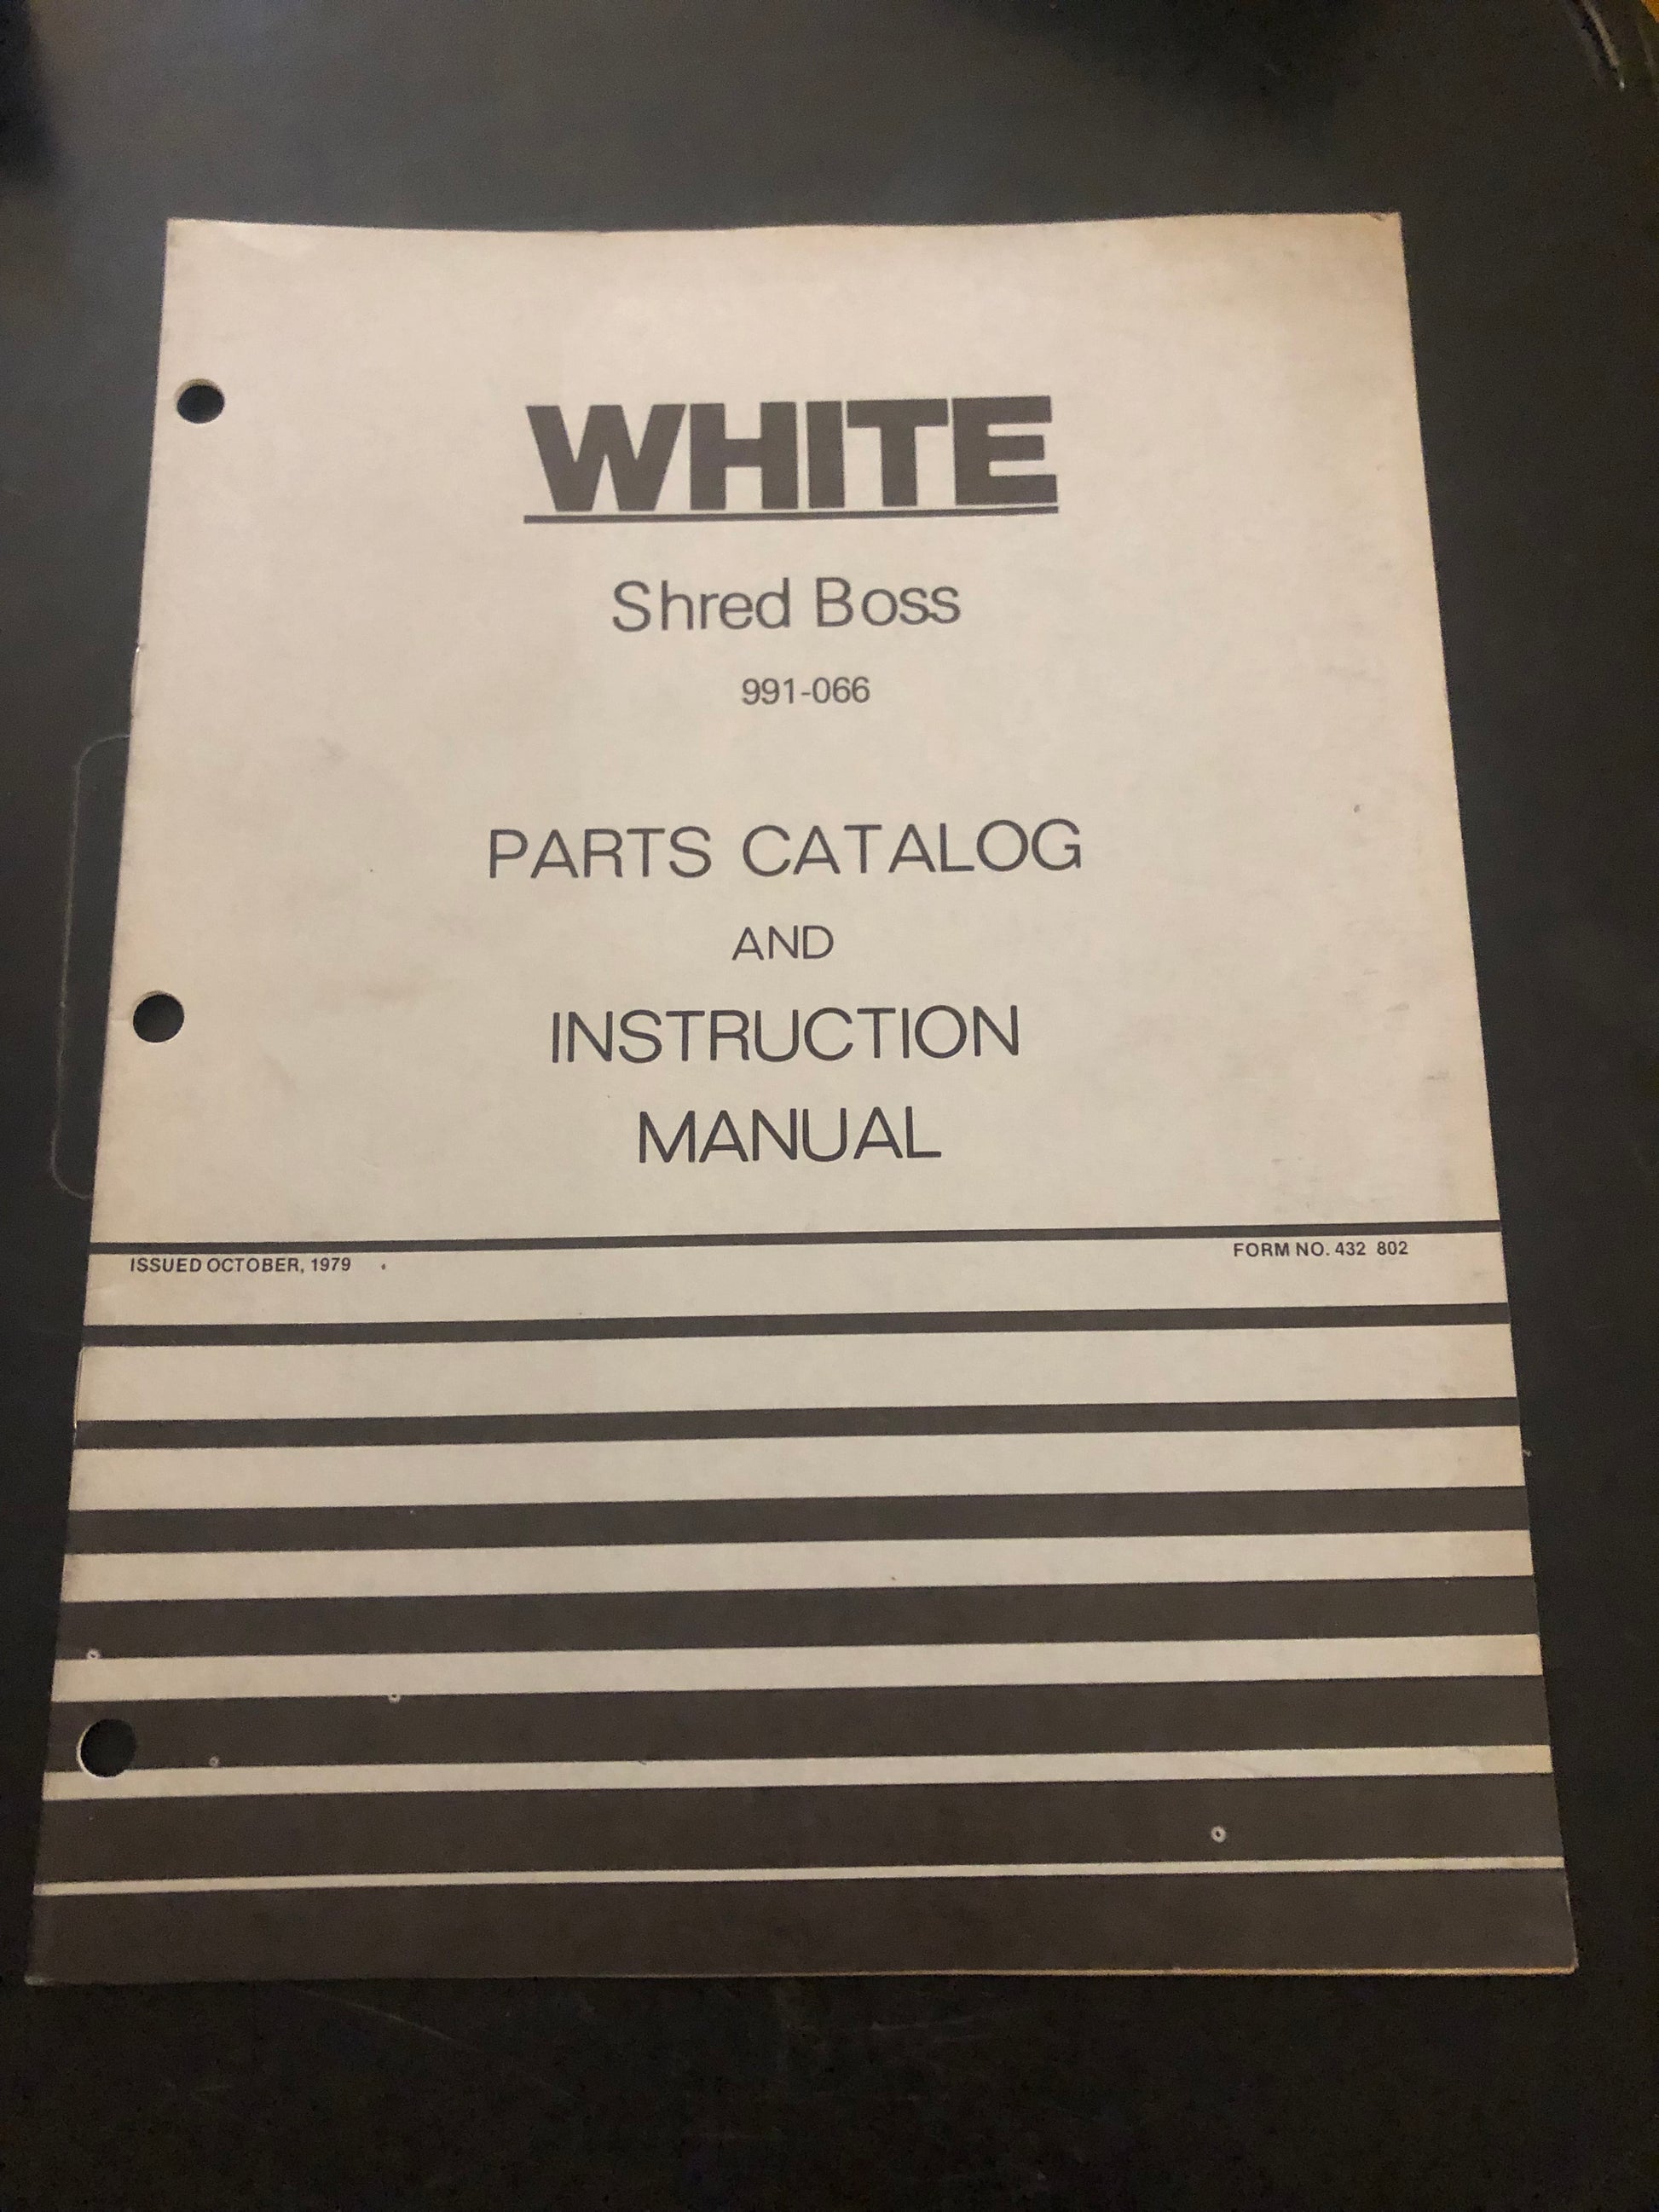 WHITE
Shred Boss
991-066
PARTS CATALOG
AND
INSTRUCTION
MANUAL
ISSUED OCTOBER, 1979
FORM NO. 432 802